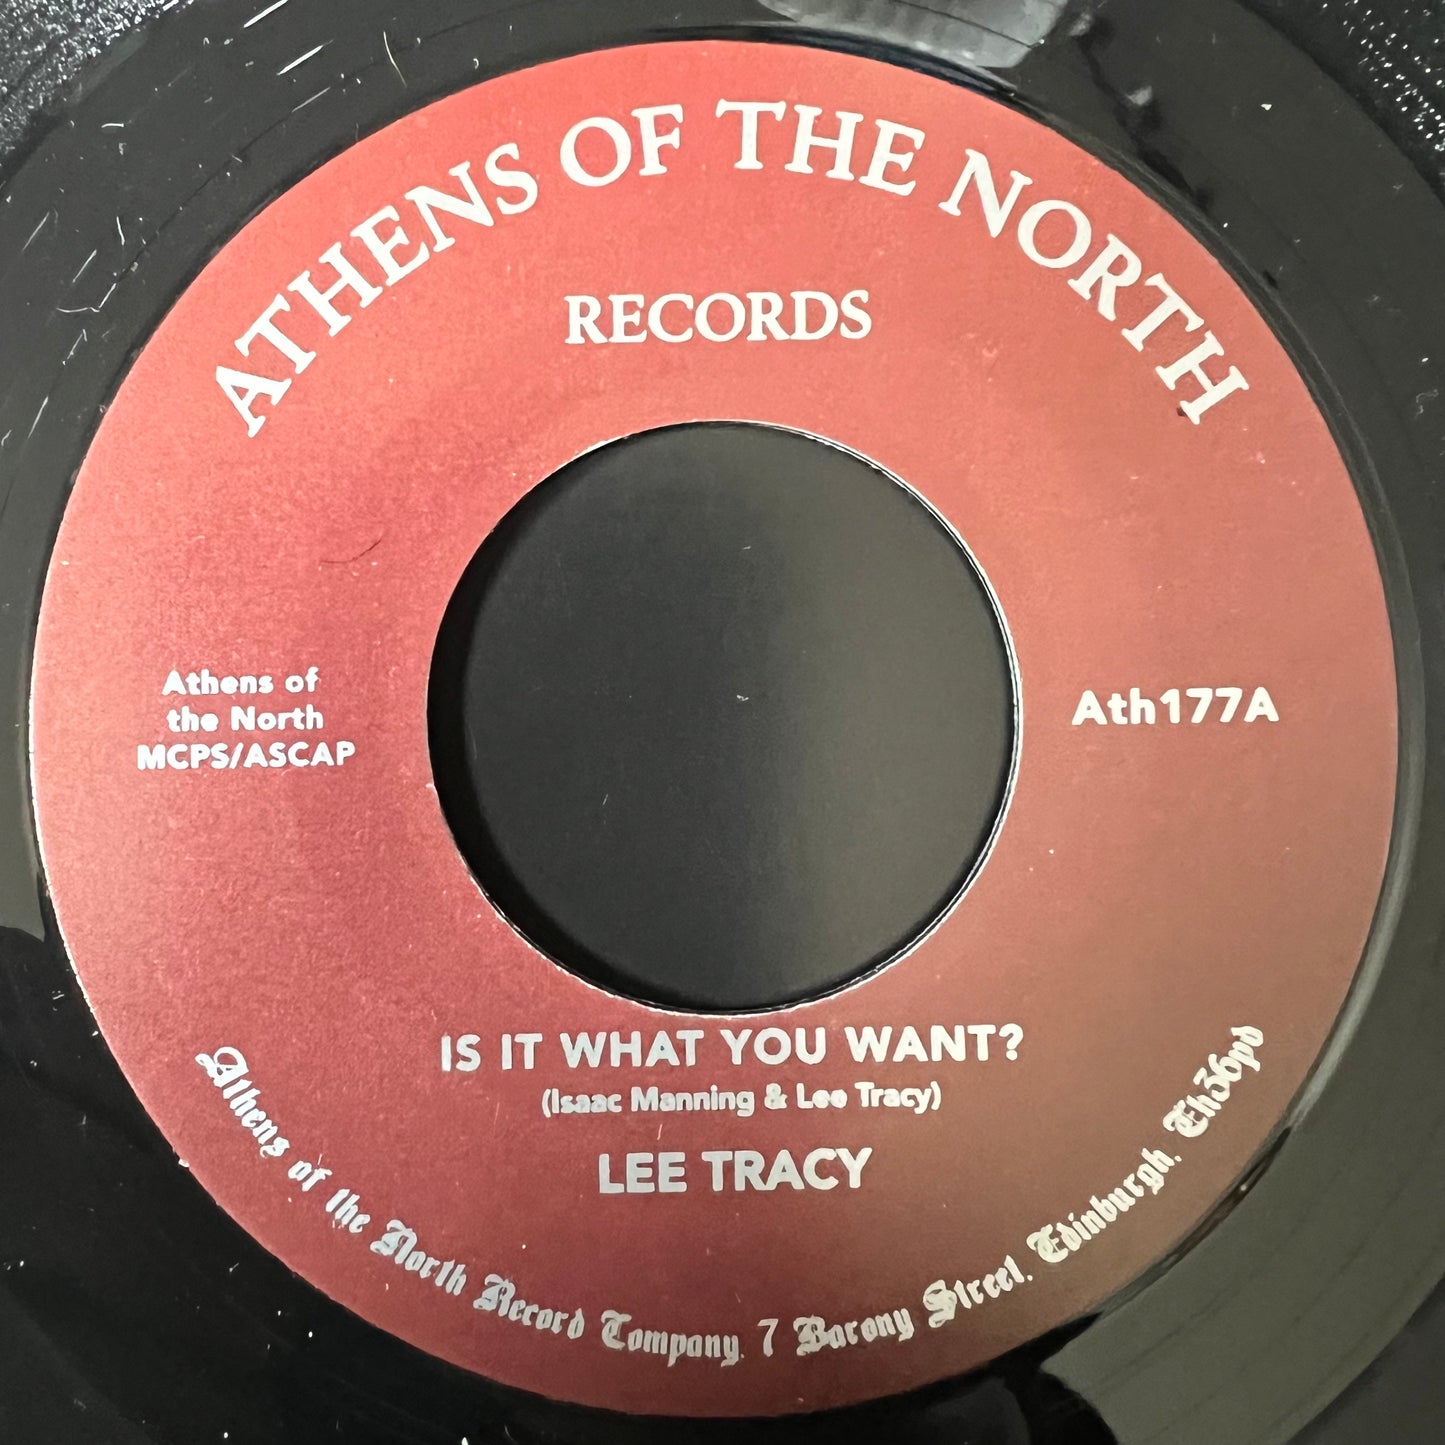 ATHENS OF THE NORTH
RECORDS
Athens of
the North
MCPS/ASCAP
Ath177A
IS IT WHAT YOU WANT?
(Isaac Manning & Lee Tracy)
LEE TRACY
Athens of the North Record Company, 7 Barony Street, Edinburgh, Eh36pd